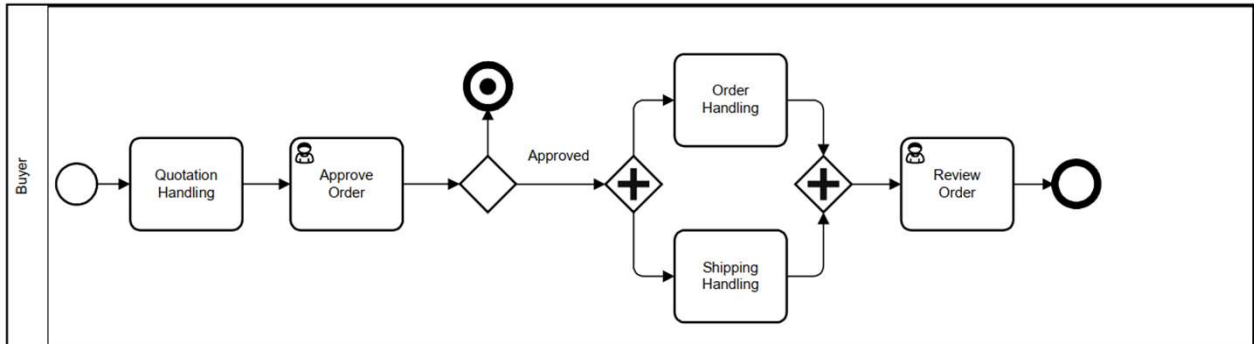 Buyer
Quotation
Handling
Approve
Order
Approved
Order
Handling
Shipping
Handling
Review
Order